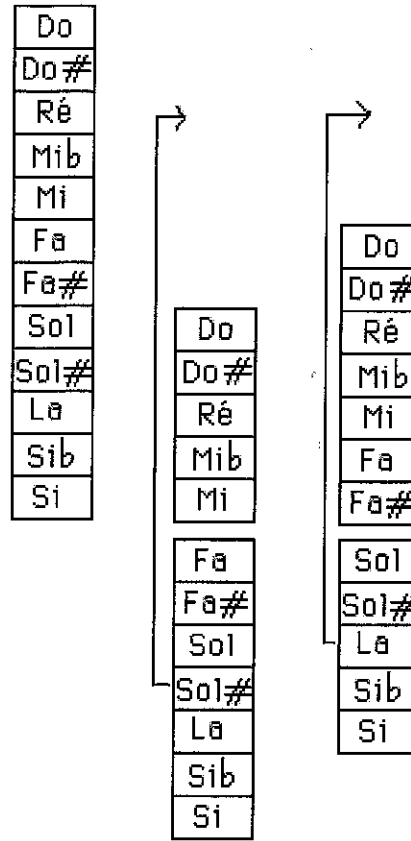 Do
Do#
Ré
Mib
Mi
Fa
Fa#
Sol
Sol#
La
Sib
Si
Do
Do#
Ré
Mib
Mi
Fa
Fa#
Sol
Sol#
La
Sib
Si
Do
Do#
Ré
Mib
Mi
Fa
Fa#
Sol
Sol#
La
Sib
Si